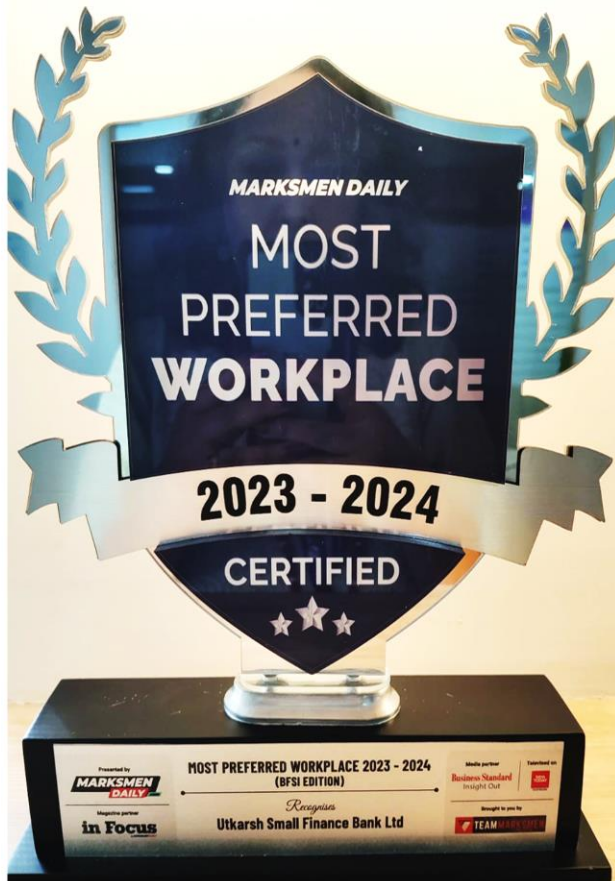 MARKSMEN DAILY
MOST
PREFERRED
WORKPLACE
2023 - 2024
CERTIFIED
Presented by
MARKSMEN
DAILY
Magazine partner
in Focus
MOST PREFERRED WORKPLACE 2023 - 2024
(BFSI EDITION)
Recognises
Utkarsh Small Finance Bank Ltd
Media partner
Business Standard
Insight Out
Televised on
Brought to you by
TEAM MARKSMEN